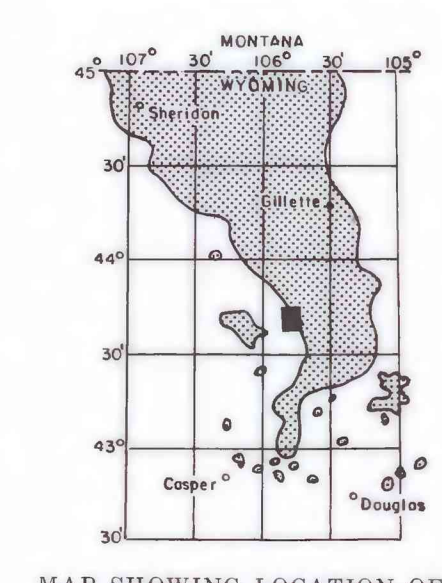 MONTANA
107° 30' 106° 30' 105°
45°
WYOMING
Sheridan
30'
Gillette
44°
30'
43°
Casper
Douglas
30'
MAP SHOWING LOCATION OF